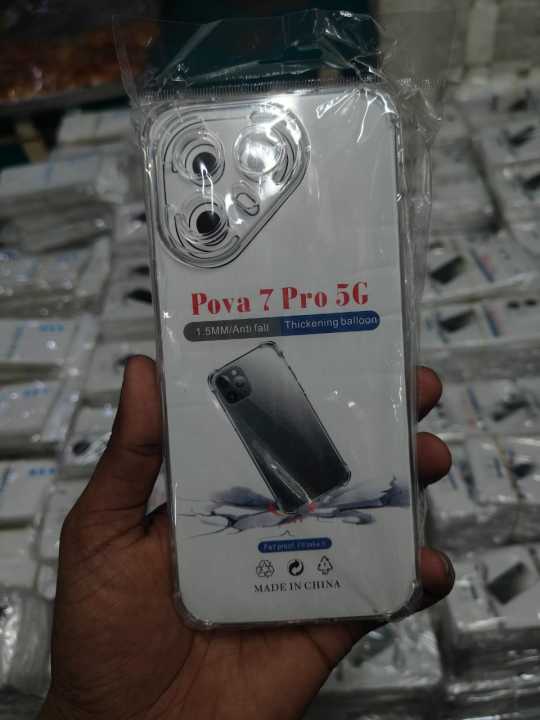 Pova 7 Pro 5G
1.5MM/Anti fall Thickening balloon
MADE IN CHINA